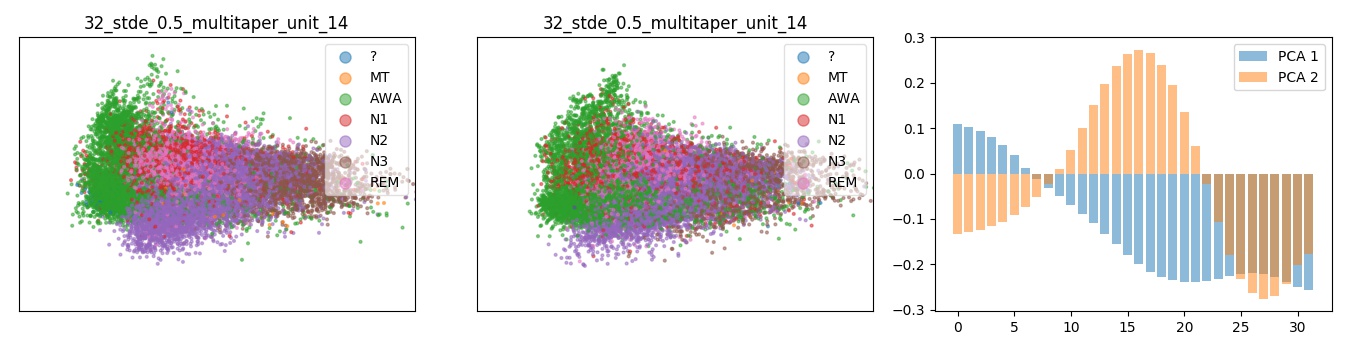 32_stde_0.5_multitaper_unit_14
?
MT
AWA
N1
N2
N3
REM
32_stde_0.5_multitaper_unit_14
?
MT
AWA
N1
N2
N3
REM
PCA 1
PCA 2
0.3
0.2
0.1
0.0
−0.1
−0.2
−0.3
0 5 10 15 20 25 30